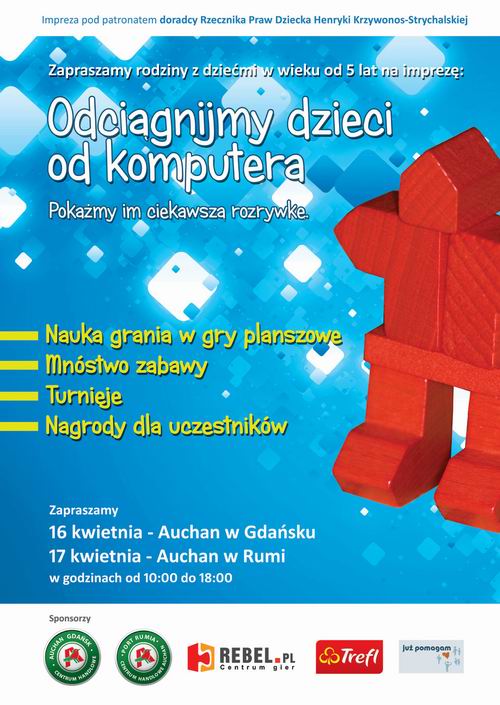 Impreza pod patronatem doradcy Rzecznika Praw Dziecka Henryki Krzywonos-Strychalskiej
Zapraszamy rodziny z dziećmi w wieku od 5 lat na imprezę:
Odciągnijmy dzieci
od komputera
Pokażmy im ciekawszą rozrywkę.
Nauka grania w gry planszowe
Mnóstwo zabawy
Turnieje
Nagrody dla uczestników
Zapraszamy
16 kwietnia - Auchan w Gdańsku
17 kwietnia - Auchan w Rumi
w godzinach od 10:00 do 18:00
Sponsorzy
AUCHAN GDAŃSK
CENTRUM HANDLOWE
PORT RUMIA
CENTRUM HANDLOWE AUCHAN
REBEL.PL
Centrum gier
Trefl
już pomagam